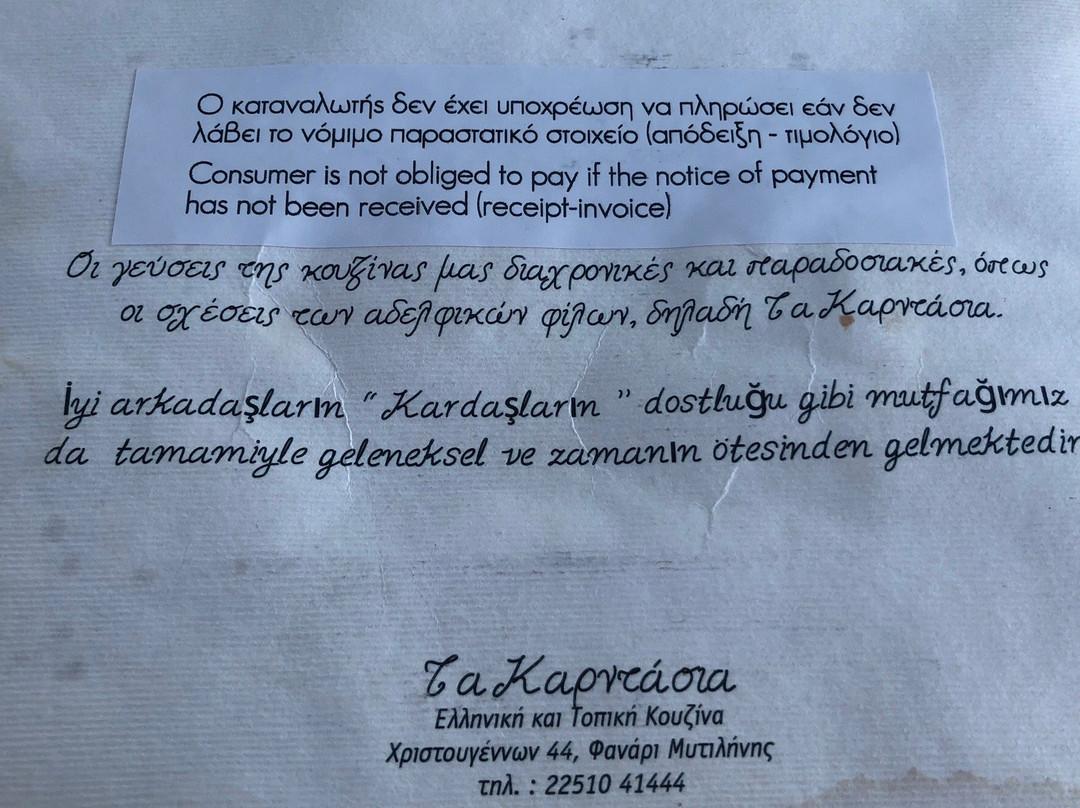 Ο καταναλωτής δεν έχει υποχρέωση να πληρώσει εάν δεν
λάβει το νόμιμο παραστατικό στοιχείο (απόδειξη - τιμολόγιο)
Consumer is not obliged to pay if the notice of payment
has not been received (receipt-invoice)
Οι γεύσεις της κουζίνας μας διαχρονικές και παραδοσιακές, όπως
οι σχέσεις των αδελφικών φίλων, δηλαδή Τα Καρντάσια.
İyi arkadaşların “Kardaşların” dostluğu gibi mutfağımız
da tamamiyle geleneksel ve zamanın ötesinden gelmektedir
Τα Καρντάσια
Ελληνική και Τοπική Κουζίνα
Χριστουγέννων 44, Φανάρι Μυτιλήνης
τηλ. : 22510 41444